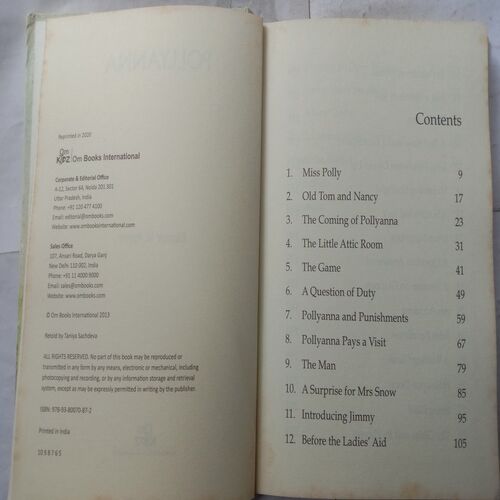 Reprinted in 2020
Om
KIDZ Om Books International
Corporate & Editorial Office
A-12, Sector 64, Noida 201 301
Uttar Pradesh, India
Phone: +91 120 477 4100
Email: editorial@ombooks.com
Website: www.ombooksinternational.com
Sales Office
107, Ansari Road, Darya Ganj
New Delhi 110 002, India
Phone: +91 11 4000 9000
Email: sales@ombooks.com
Website: www.ombooks.com
© Om Books International 2013
Retold by Taniya Sachdeva
ALL RIGHTS RESERVED. No part of this book may be reproduced or
transmitted in any form by any means, electronic or mechanical, including
photocopying and recording, or by any information storage and retrieval
system, except as may be expressly permitted in writing by the publisher.
ISBN: 978-93-80070-87-2
Printed in India
10 9 8 7 6 5
Contents
1. Miss Polly 9
2. Old Tom and Nancy 17
3. The Coming of Pollyanna 23
4. The Little Attic Room 31
5. The Game 41
6. A Question of Duty 49
7. Pollyanna and Punishments 59
8. Pollyanna Pays a Visit 67
9. The Man 79
10. A Surprise for Mrs Snow 85
11. Introducing Jimmy 95
12. Before the Ladies' Aid 105